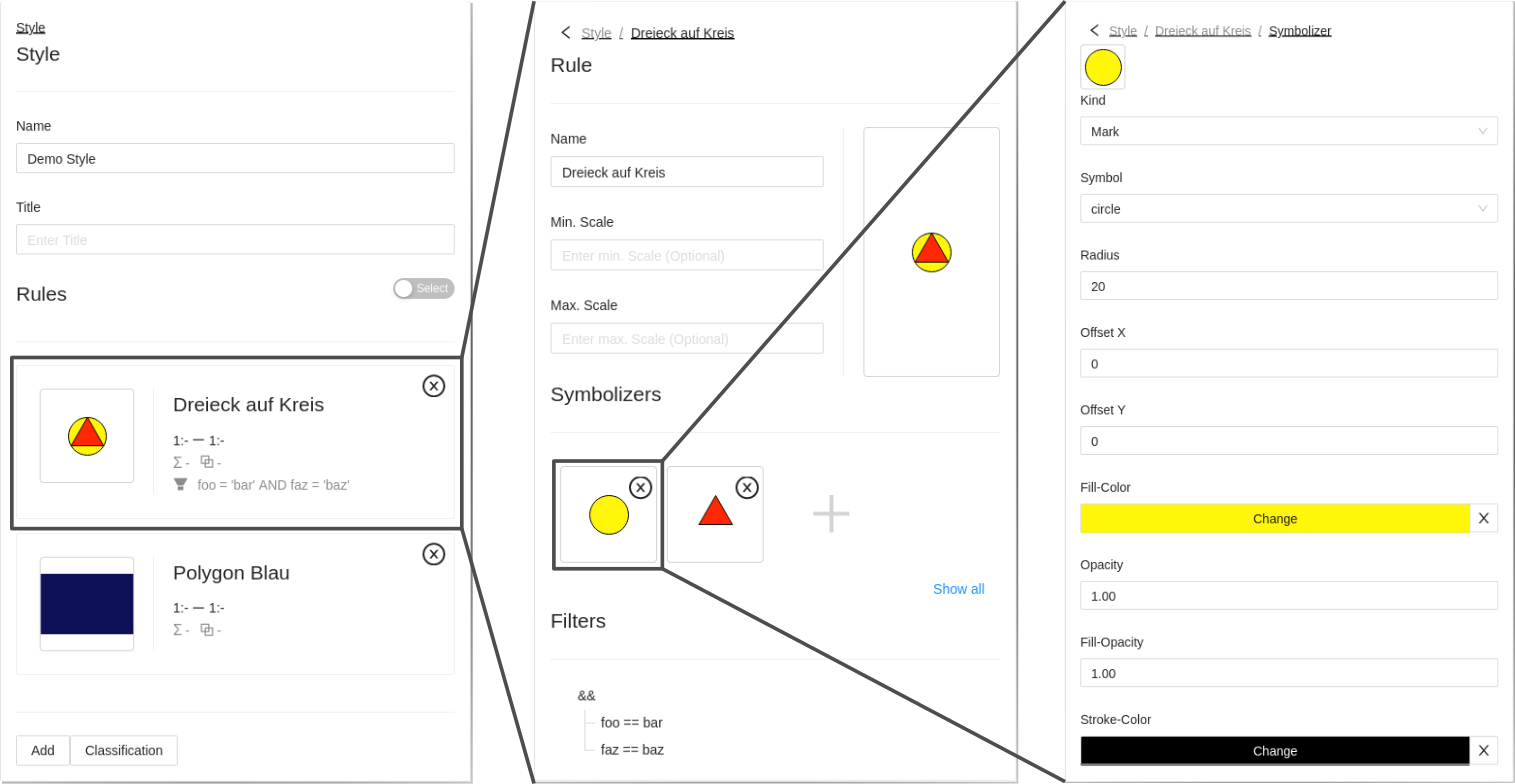 Style
Style
Name
Demo Style
Title
Enter Title
Rules
Select
Dreieck auf Kreis
1:- — 1:-
Σ - -
foo = 'bar' AND faz = 'baz'
Polygon Blau
1:- — 1:-
Σ - -
Add Classification
Style / Dreieck auf Kreis
Rule
Name
Dreieck auf Kreis
Min. Scale
Enter min. Scale (Optional)
Max. Scale
Enter max. Scale (Optional)
Symbolizers
Show all
Filters
&&
foo == bar
faz == baz
Style / Dreieck auf Kreis / Symbolizer
Kind
Mark
Symbol
circle
Radius
20
Offset X
0
Offset Y
0
Fill-Color
Change X
Opacity
1.00
Fill-Opacity
1.00
Stroke-Color
Change X